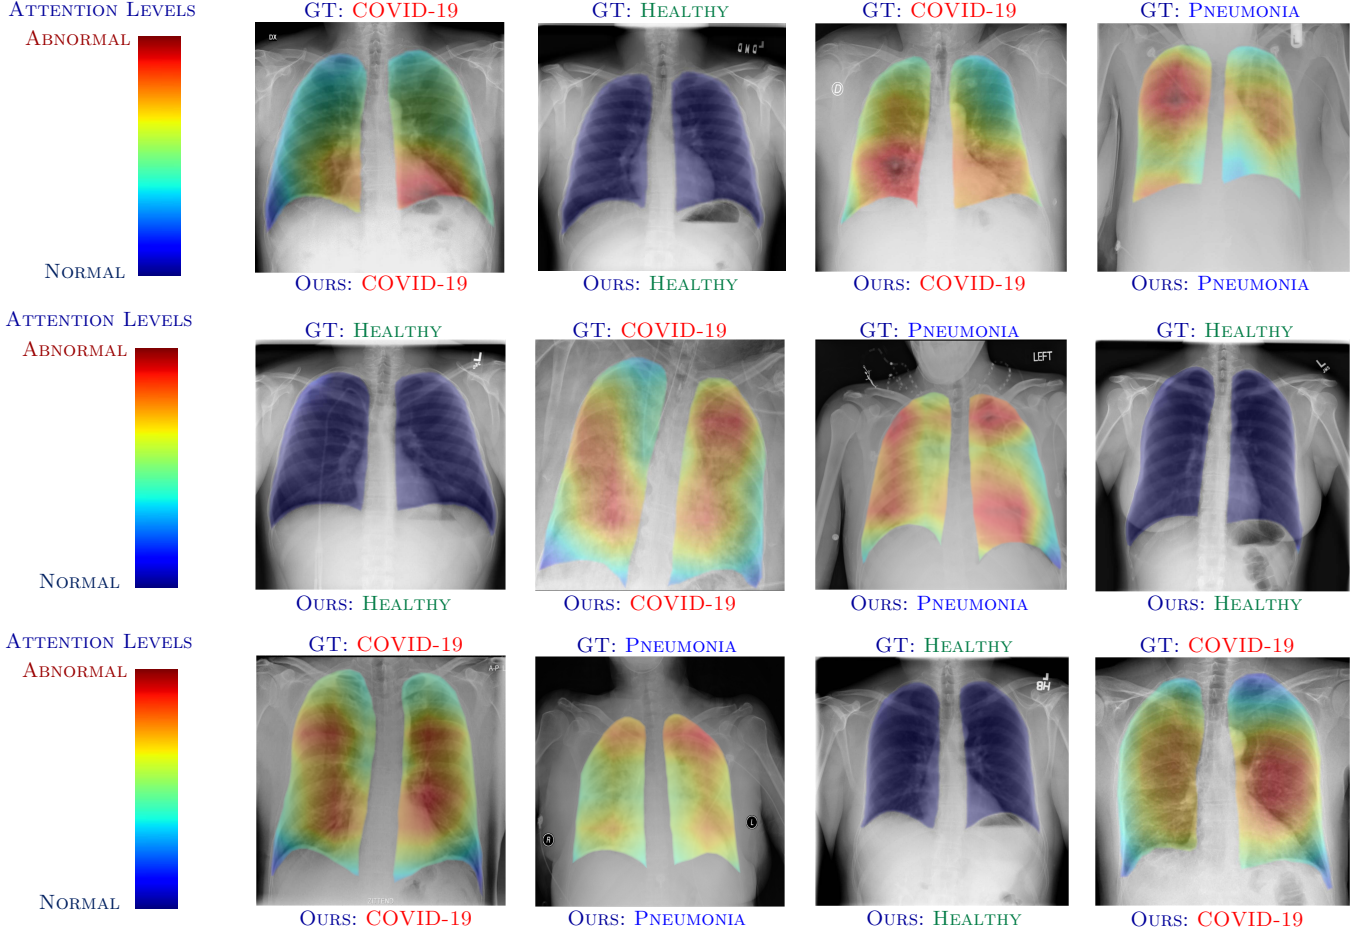 ATTENTION LEVELS
GT: COVID-19
GT: HEALTHY
GT: COVID-19
GT: PNEUMONIA
ABNORMAL
DX
L
D
NORMAL
OURS: COVID-19
OURS: HEALTHY
OURS: COVID-19
OURS: PNEUMONIA
ATTENTION LEVELS
GT: HEALTHY
GT: COVID-19
GT: PNEUMONIA
GT: HEALTHY
ABNORMAL
LEFT
NORMAL
OURS: HEALTHY
OURS: COVID-19
OURS: PNEUMONIA
OURS: HEALTHY
ATTENTION LEVELS
GT: COVID-19
GT: PNEUMONIA
GT: HEALTHY
GT: COVID-19
ABNORMAL
A-P
L
R
NORMAL
OURS: COVID-19
OURS: PNEUMONIA
OURS: HEALTHY
OURS: COVID-19